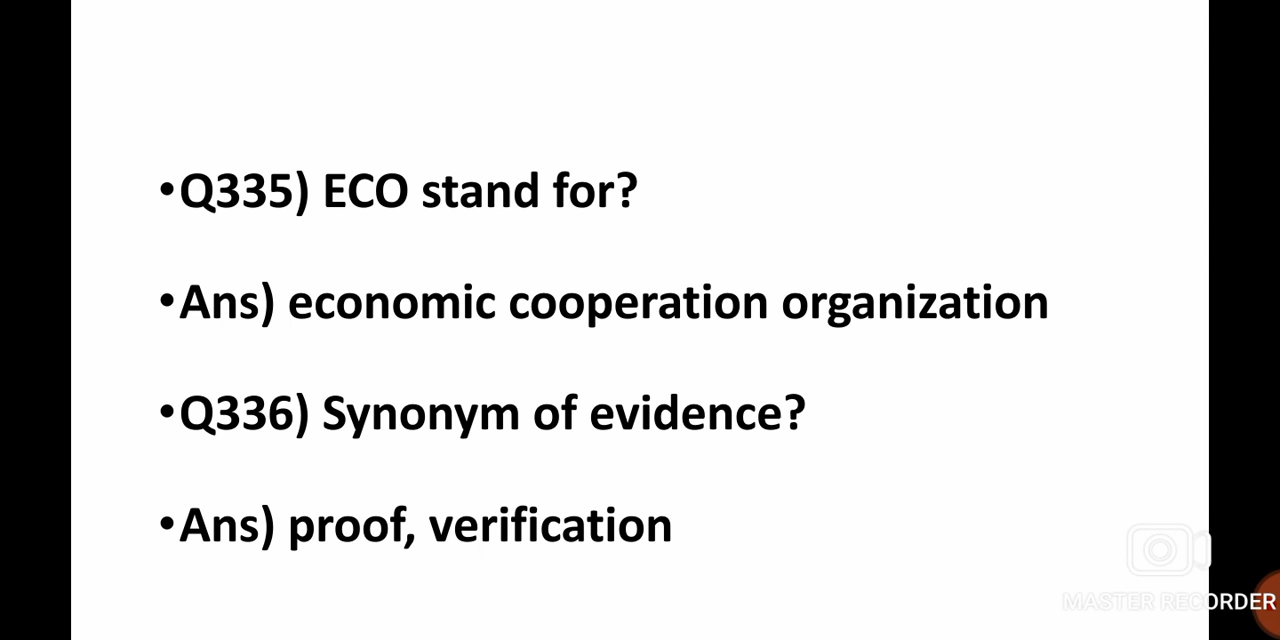 •Q335) ECO stand for?
•Ans) economic cooperation organization
•Q336) Synonym of evidence?
•Ans) proof, verification
MASTER RECORDER